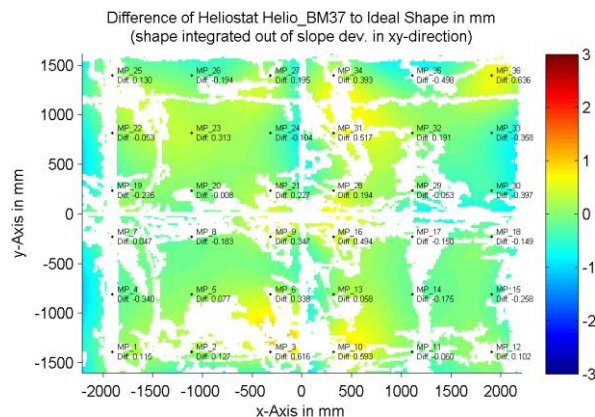 Difference of Heliostat Helio_BM37 to Ideal Shape in mm
(shape integrated out of slope dev. in xy-direction)
MP_25 MP_26 MP_27 MP_34 MP_35 MP_36
Diff. 0.130 Diff. -0.194 Diff. 0.195 Diff. 0.393 Diff. -0.498 Diff. 0.636
MP_22 MP_23 MP_24 MP_31 MP_32 MP_33
Diff. -0.053 Diff. 0.313 Diff. -0.104 Diff. 0.517 Diff. 0.191 Diff. -0.358
MP_19 MP_20 MP_21 MP_28 MP_29 MP_30
Diff. -0.235 Diff. -0.008 Diff. 0.227 Diff. 0.194 Diff. -0.053 Diff. -0.397
MP_7 MP_8 MP_9 MP_16 MP_17 MP_18
Diff. 0.047 Diff. -0.183 Diff. 0.347 Diff. 0.494 Diff. -0.150 Diff. -0.149
MP_4 MP_5 MP_6 MP_13 MP_14 MP_15
Diff. -0.340 Diff. 0.077 Diff. 0.339 Diff. 0.058 Diff. -0.175 Diff. -0.258
MP_1 MP_2 MP_3 MP_10 MP_11 MP_12
Diff. 0.115 Diff. 0.127 Diff. 0.616 Diff. 0.593 Diff. -0.060 Diff. 0.102
y-Axis in mm
1500
1000
500
0
-500
-1000
-1500
-2000 -1500 -1000 -500 0 500 1000 1500 2000
x-Axis in mm
3
2
1
0
-1
-2
-3